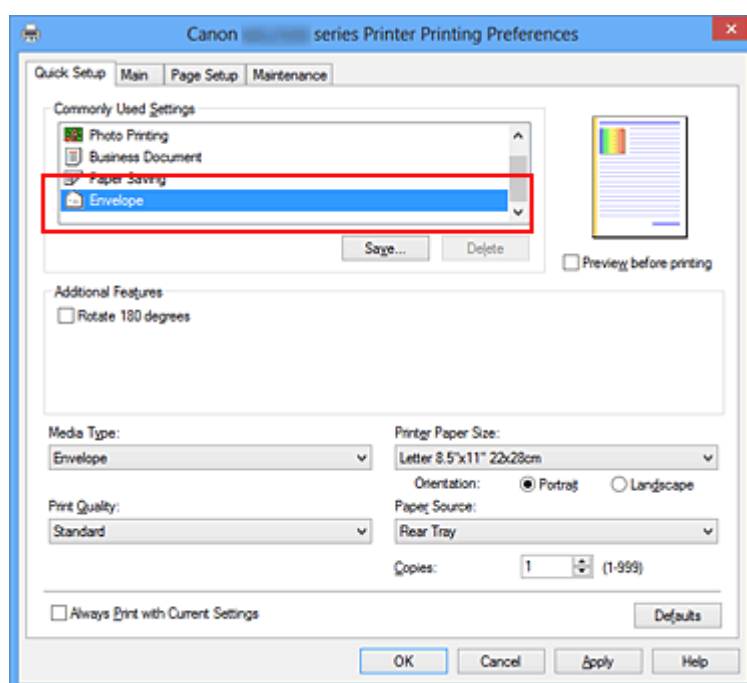 Canon series Printer Printing Preferences
Quick Setup Main Page Setup Maintenance
Commonly Used Settings
Photo Printing
Business Document
Paper Saving
Envelope
Save... Delete
Preview before printing
Additional Features
Rotate 180 degrees
Media Type: Printer Paper Size:
Envelope Letter 8.5"x11" 22x28cm
Orientation: Portrait Landscape
Print Quality: Paper Source:
Standard Rear Tray
Copies: 1 (1-999)
Always Print with Current Settings Defaults
OK Cancel Apply Help